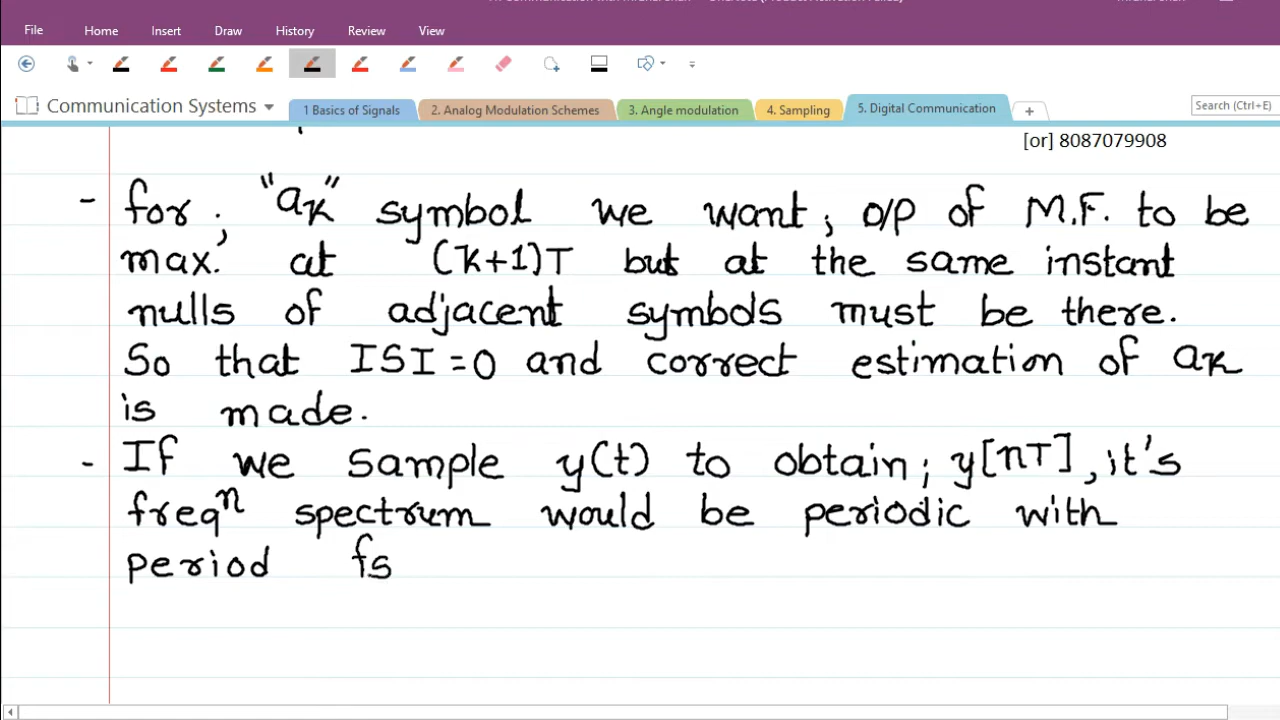 File Home Insert Draw History Review View
Communication Systems 1 Basics of Signals 2. Analog Modulation Schemes 3. Angle modulation 4. Sampling 5. Digital Communication Search (Ctrl+E)
[or] 8087079908
- for ; "aK" symbol we want ; O/P of M.F. to be
max. at (K+1)T but at the same instant
nulls of adjacent symbols must be there.
So that ISI = 0 and correct estimation of aK
is made.
- If we sample y(t) to obtain ; y[nT], it's
freqn spectrum would be periodic with
period fs